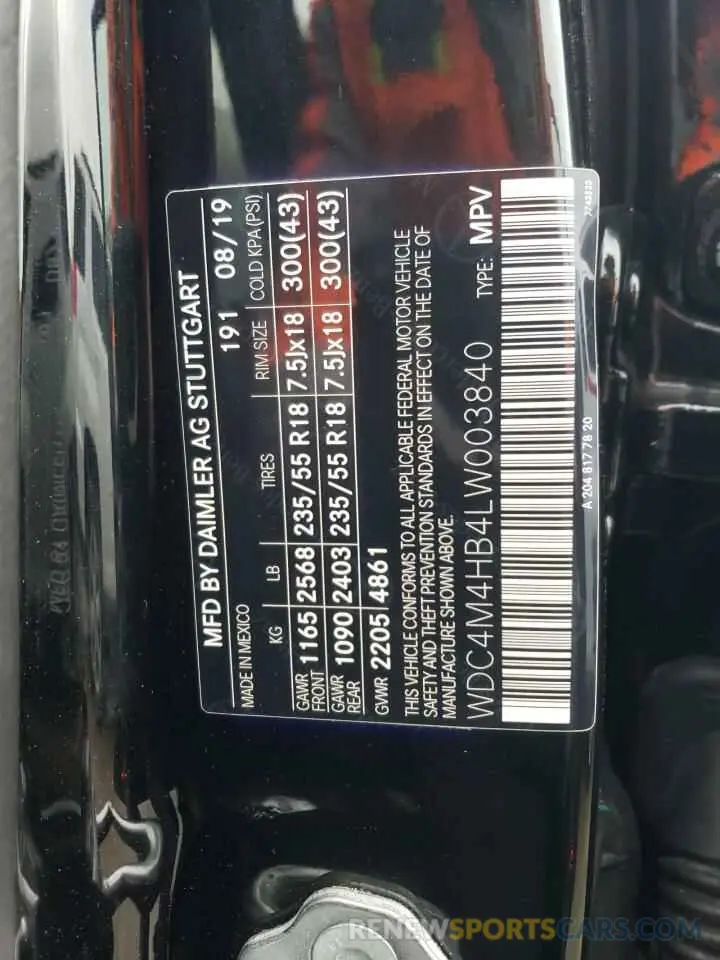 MFD BY DAIMLER AG STUTTGART
MADE IN MEXICO 191 08/19
KG LB TIRES RIM SIZE COLD KPA(PSI)
GAWR FRONT 1165 2568 235/55 R18 7.5Jx18 300(43)
GAWR REAR 1090 2403 235/55 R18 7.5Jx18 300(43)
GVWR 2205 4861
THIS VEHICLE CONFORMS TO ALL APPLICABLE FEDERAL MOTOR VEHICLE
SAFETY AND THEFT PREVENTION STANDARDS IN EFFECT ON THE DATE OF
MANUFACTURE SHOWN ABOVE.
WDC4M4HB4LW003840 TYPE: MPV
A 204 817 78 20
RENEWSPORTSCARS.COM